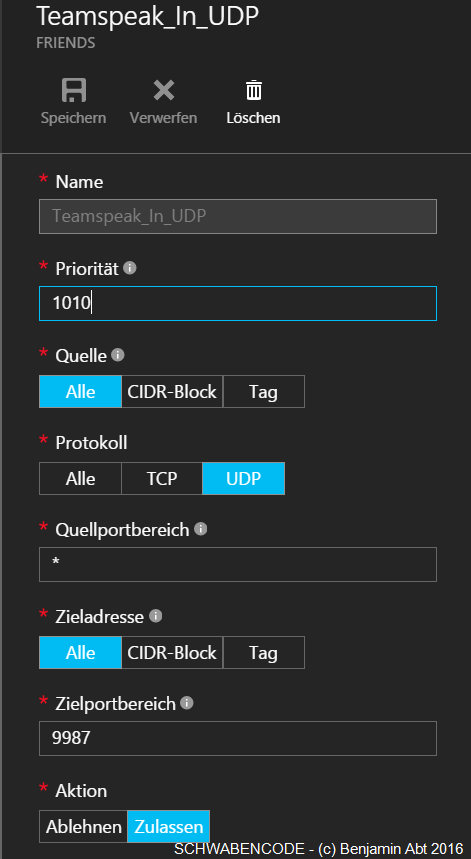 Teamspeak_In_UDP
FRIENDS
Speichern Verwerfen Löschen
* Name
Teamspeak_In_UDP
* Priorität
1010
* Quelle
Alle CIDR-Block Tag
* Protokoll
Alle TCP UDP
* Quellportbereich
*
* Zieladresse
Alle CIDR-Block Tag
* Zielportbereich
9987
* Aktion
Ablehnen Zulassen
SCHWABENCODE - (c) Benjamin Abt 2016